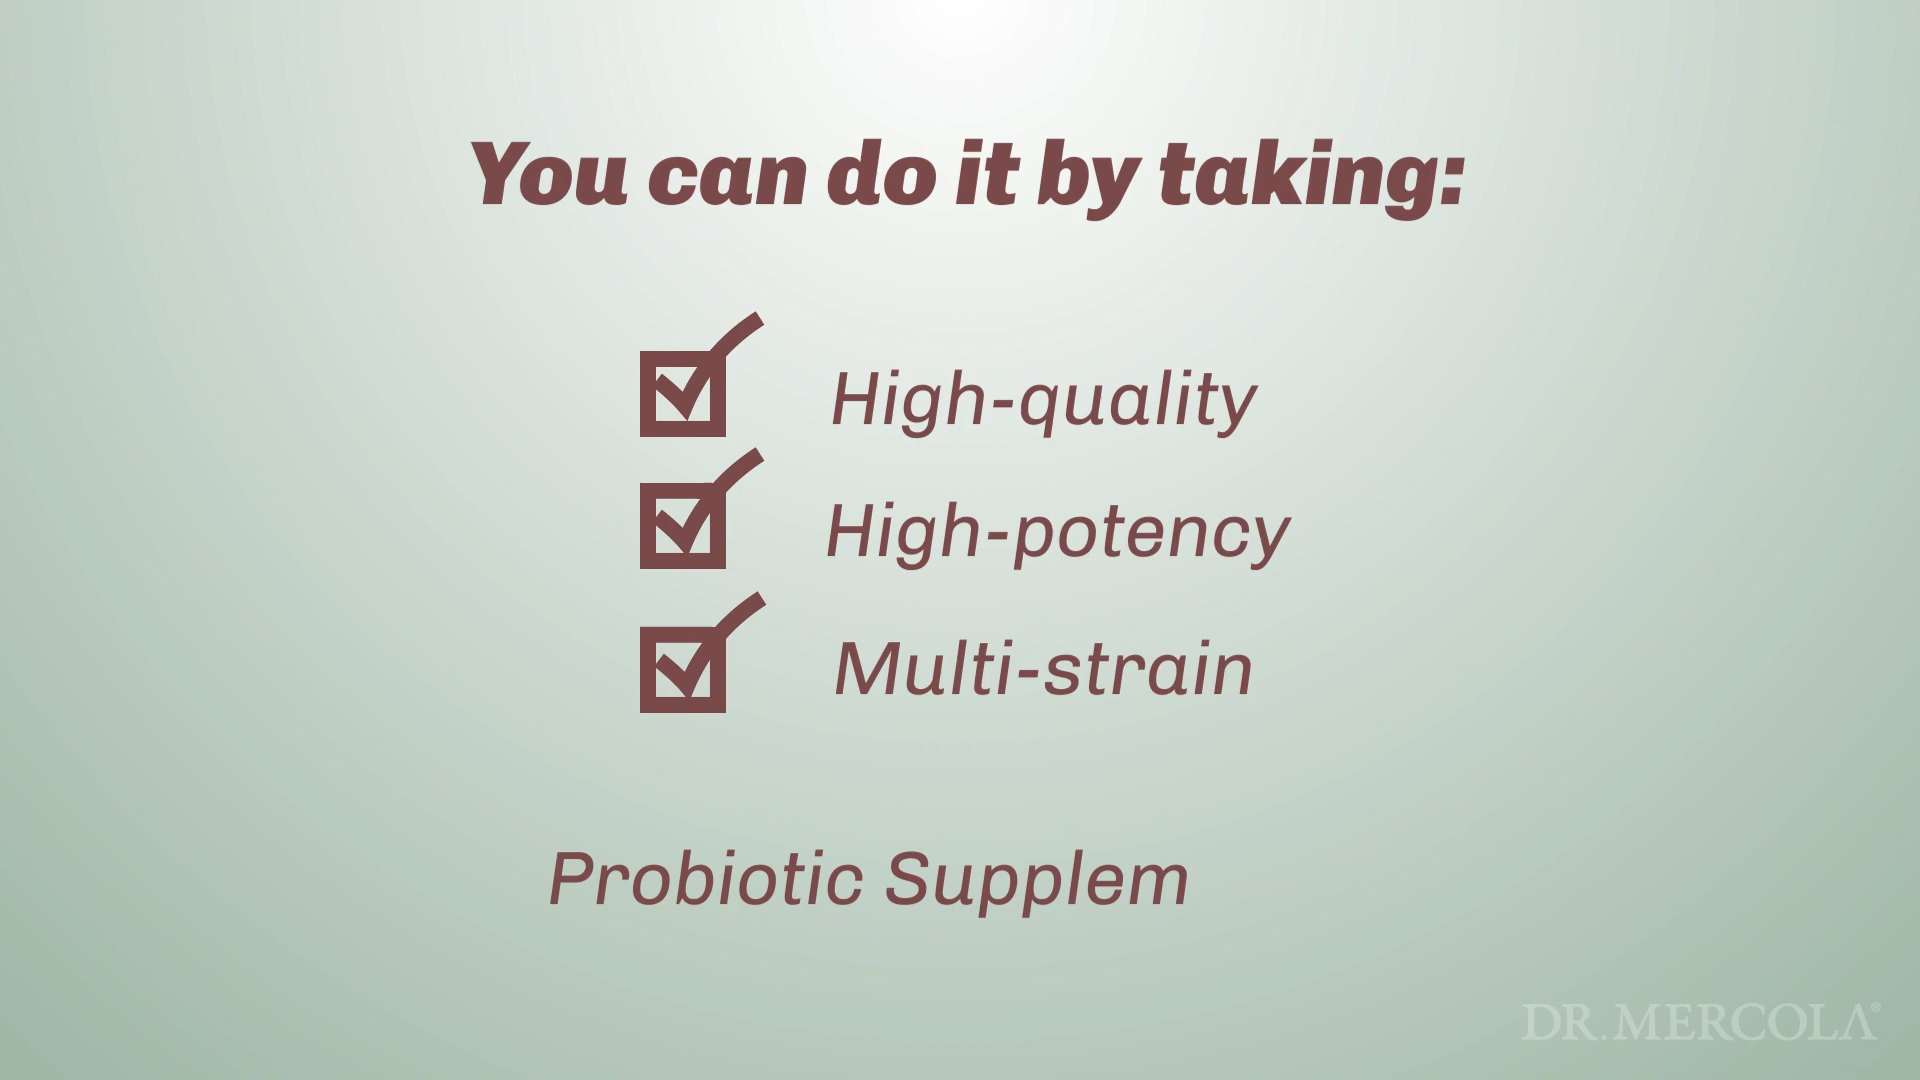 You can do it by taking:
High-quality
High-potency
Multi-strain
Probiotic Supplem
DR. MERCOLA®